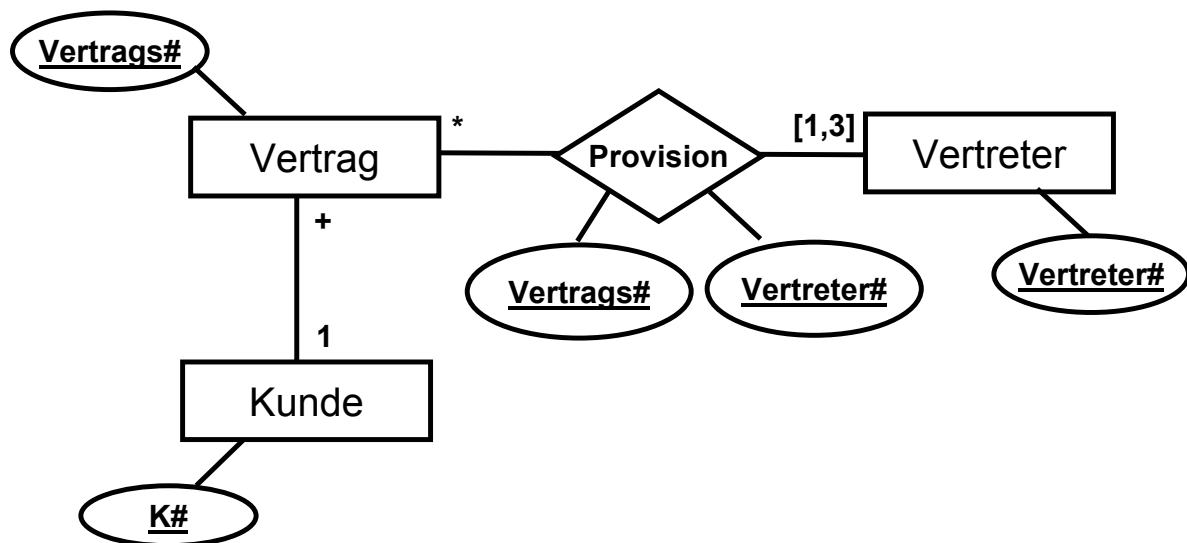 Vertrags#
Vertrag
*
Provision
[1,3]
Vertreter
+
Vertrags#
Vertreter#
Vertreter#
1
Kunde
K#